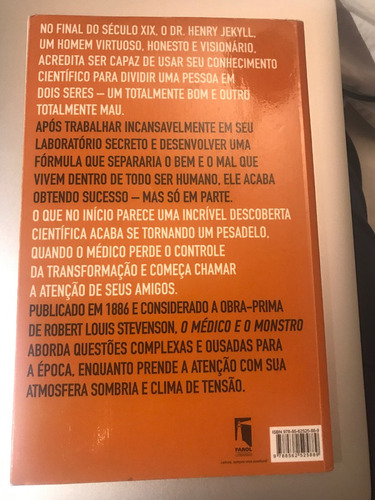 NO FINAL DO SÉCULO XIX, O DR. HENRY JEKYLL,
UM HOMEM VIRTUOSO, HONESTO E VISIONÁRIO,
ACREDITA SER CAPAZ DE USAR SEU CONHECIMENTO
CIENTÍFICO PARA DIVIDIR UMA PESSOA EM
DOIS SERES – UM TOTALMENTE BOM E OUTRO
TOTALMENTE MAU.
APÓS TRABALHAR INCANSAVELMENTE EM SEU
LABORATÓRIO SECRETO E DESENVOLVER UMA
FÓRMULA QUE SEPARARIA O BEM E O MAL QUE
VIVEM DENTRO DE TODO SER HUMANO, ELE ACABA
OBTENDO SUCESSO – MAS SÓ EM PARTE.
O QUE NO INÍCIO PARECE UMA INCRÍVEL DESCOBERTA
CIENTÍFICA ACABA SE TORNANDO UM PESADELO,
QUANDO O MÉDICO PERDE O CONTROLE
DA TRANSFORMAÇÃO E COMEÇA CHAMAR
A ATENÇÃO DE SEUS AMIGOS.
PUBLICADO EM 1886 E CONSIDERADO A OBRA-PRIMA
DE ROBERT LOUIS STEVENSON, O MÉDICO E O MONSTRO
ABORDA QUESTÕES COMPLEXAS E OUSADAS PARA
A ÉPOCA, ENQUANTO PRENDE A ATENÇÃO COM SUA
ATMOSFERA SOMBRIA E CLIMA DE TENSÃO.
FAROL